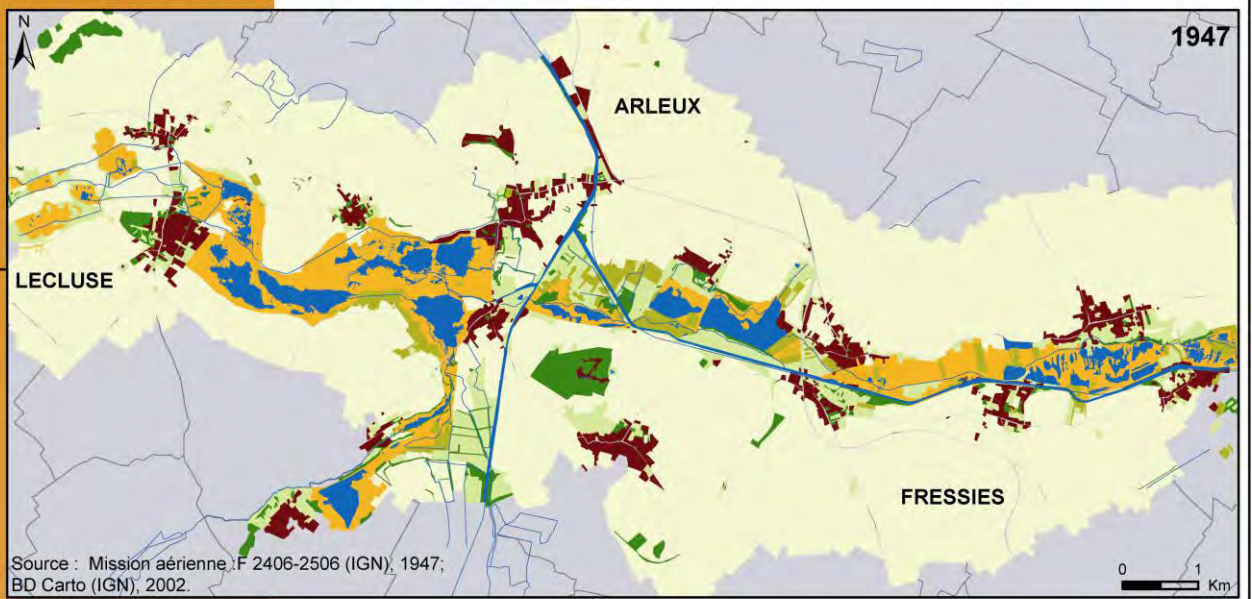 N
1947
ARLEUX
LECLUSE
FRESSIES
Source : Mission aérienne :F 2406-2506 (IGN), 1947;
BD Carto (IGN), 2002.
0 1
Km